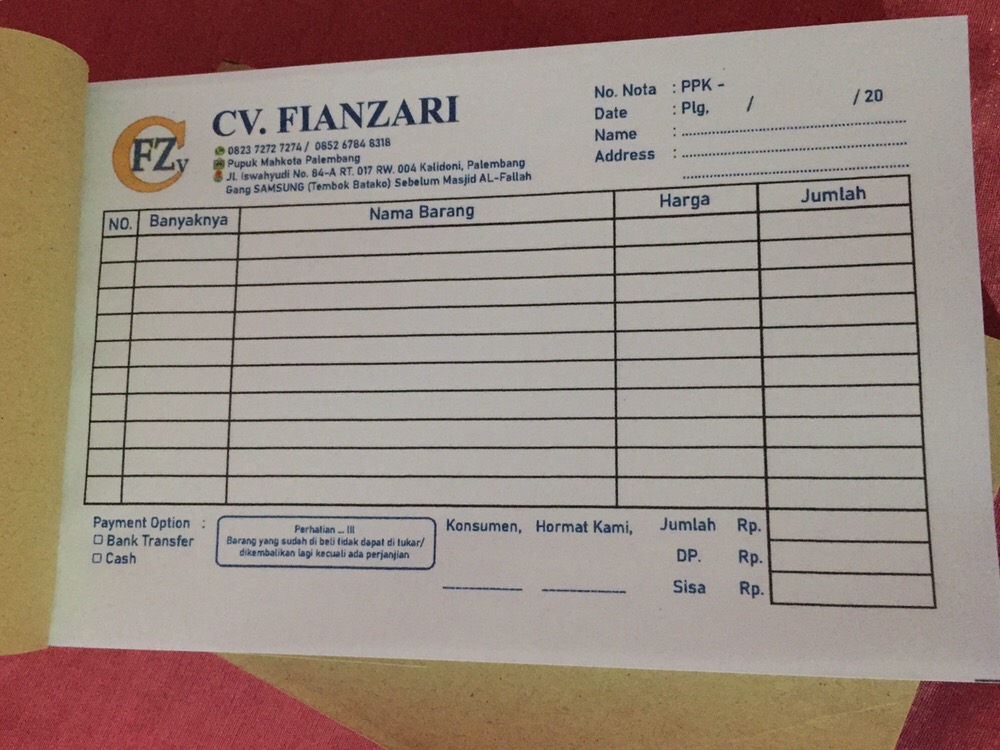 CFZy
CV. FIANZARI
0823 7272 7274 / 0852 6784 8318
Pupuk Mahkota Palembang
Jl. Iswahyudi No. 84-A RT. 017 RW. 004 Kalidoni, Palembang
Gang SAMSUNG (Tembok Batako) Sebelum Masjid AL-Fallah
No. Nota : PPK -
Date : Plg, / / 20
Name : ..........
Address : ..........
NO. Banyaknya Nama Barang Harga Jumlah
Payment Option :
☐ Bank Transfer
☐ Cash
Perhatian ... !!!
Barang yang sudah di beli tidak dapat di tukar/
dikembalikan lagi kecuali ada perjanjian
Konsumen, Hormat Kami,
Jumlah Rp.
DP. Rp.
Sisa Rp.